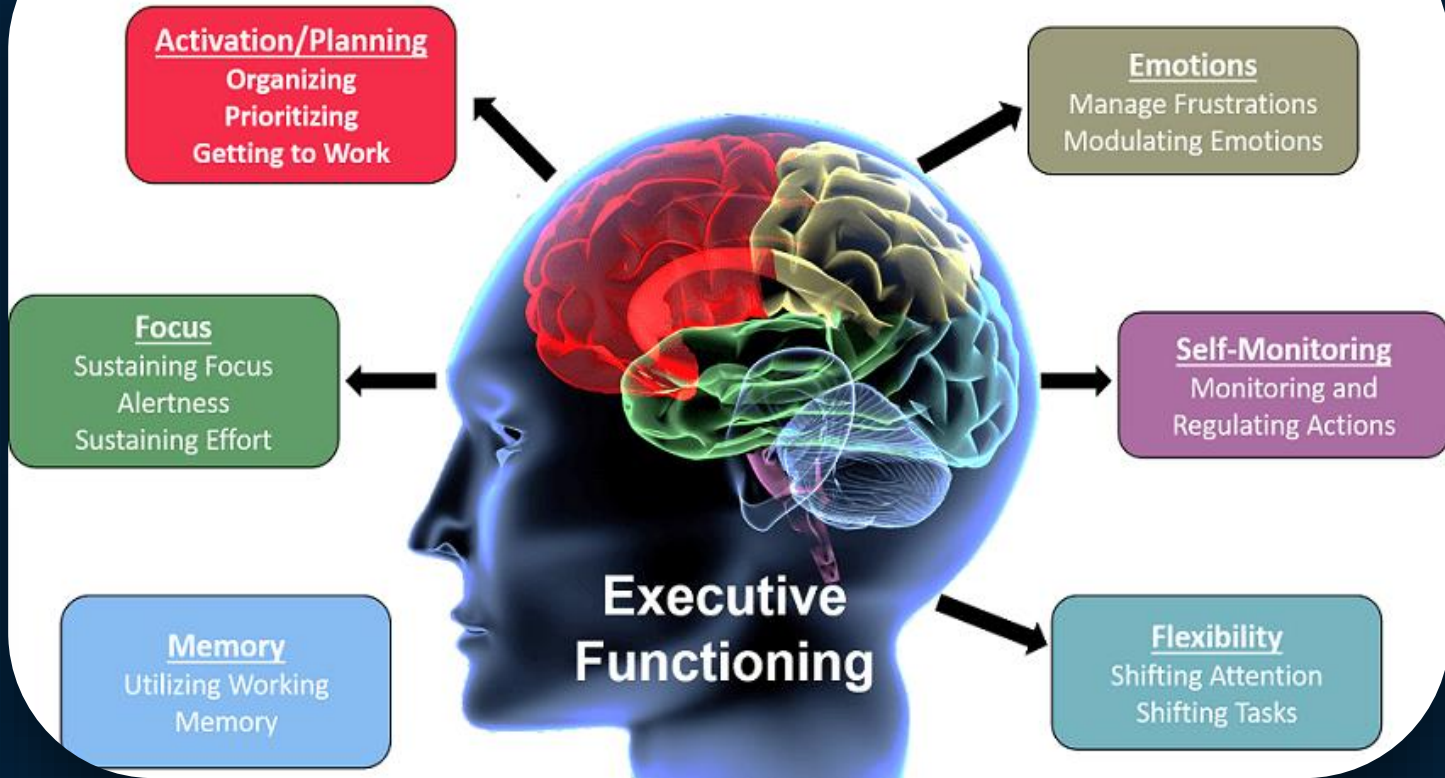 Activation/Planning
Organizing
Prioritizing
Getting to Work
Emotions
Manage Frustrations
Modulating Emotions
Focus
Sustaining Focus
Alertness
Sustaining Effort
Self-Monitoring
Monitoring and
Regulating Actions
Executive
Functioning
Memory
Utilizing Working
Memory
Flexibility
Shifting Attention
Shifting Tasks